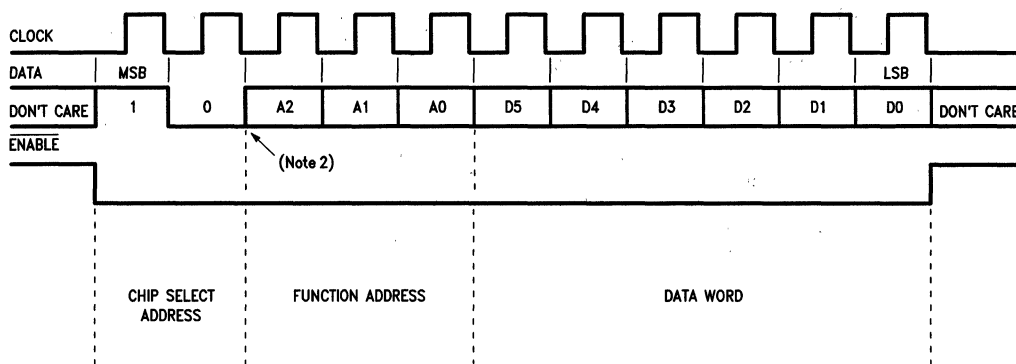 CLOCK
DATA MSB LSB
DON'T CARE 1 0 A2 A1 A0 D5 D4 D3 D2 D1 D0 DON'T CARE
ENABLE
(Note 2)
CHIP SELECT ADDRESS
FUNCTION ADDRESS
DATA WORD